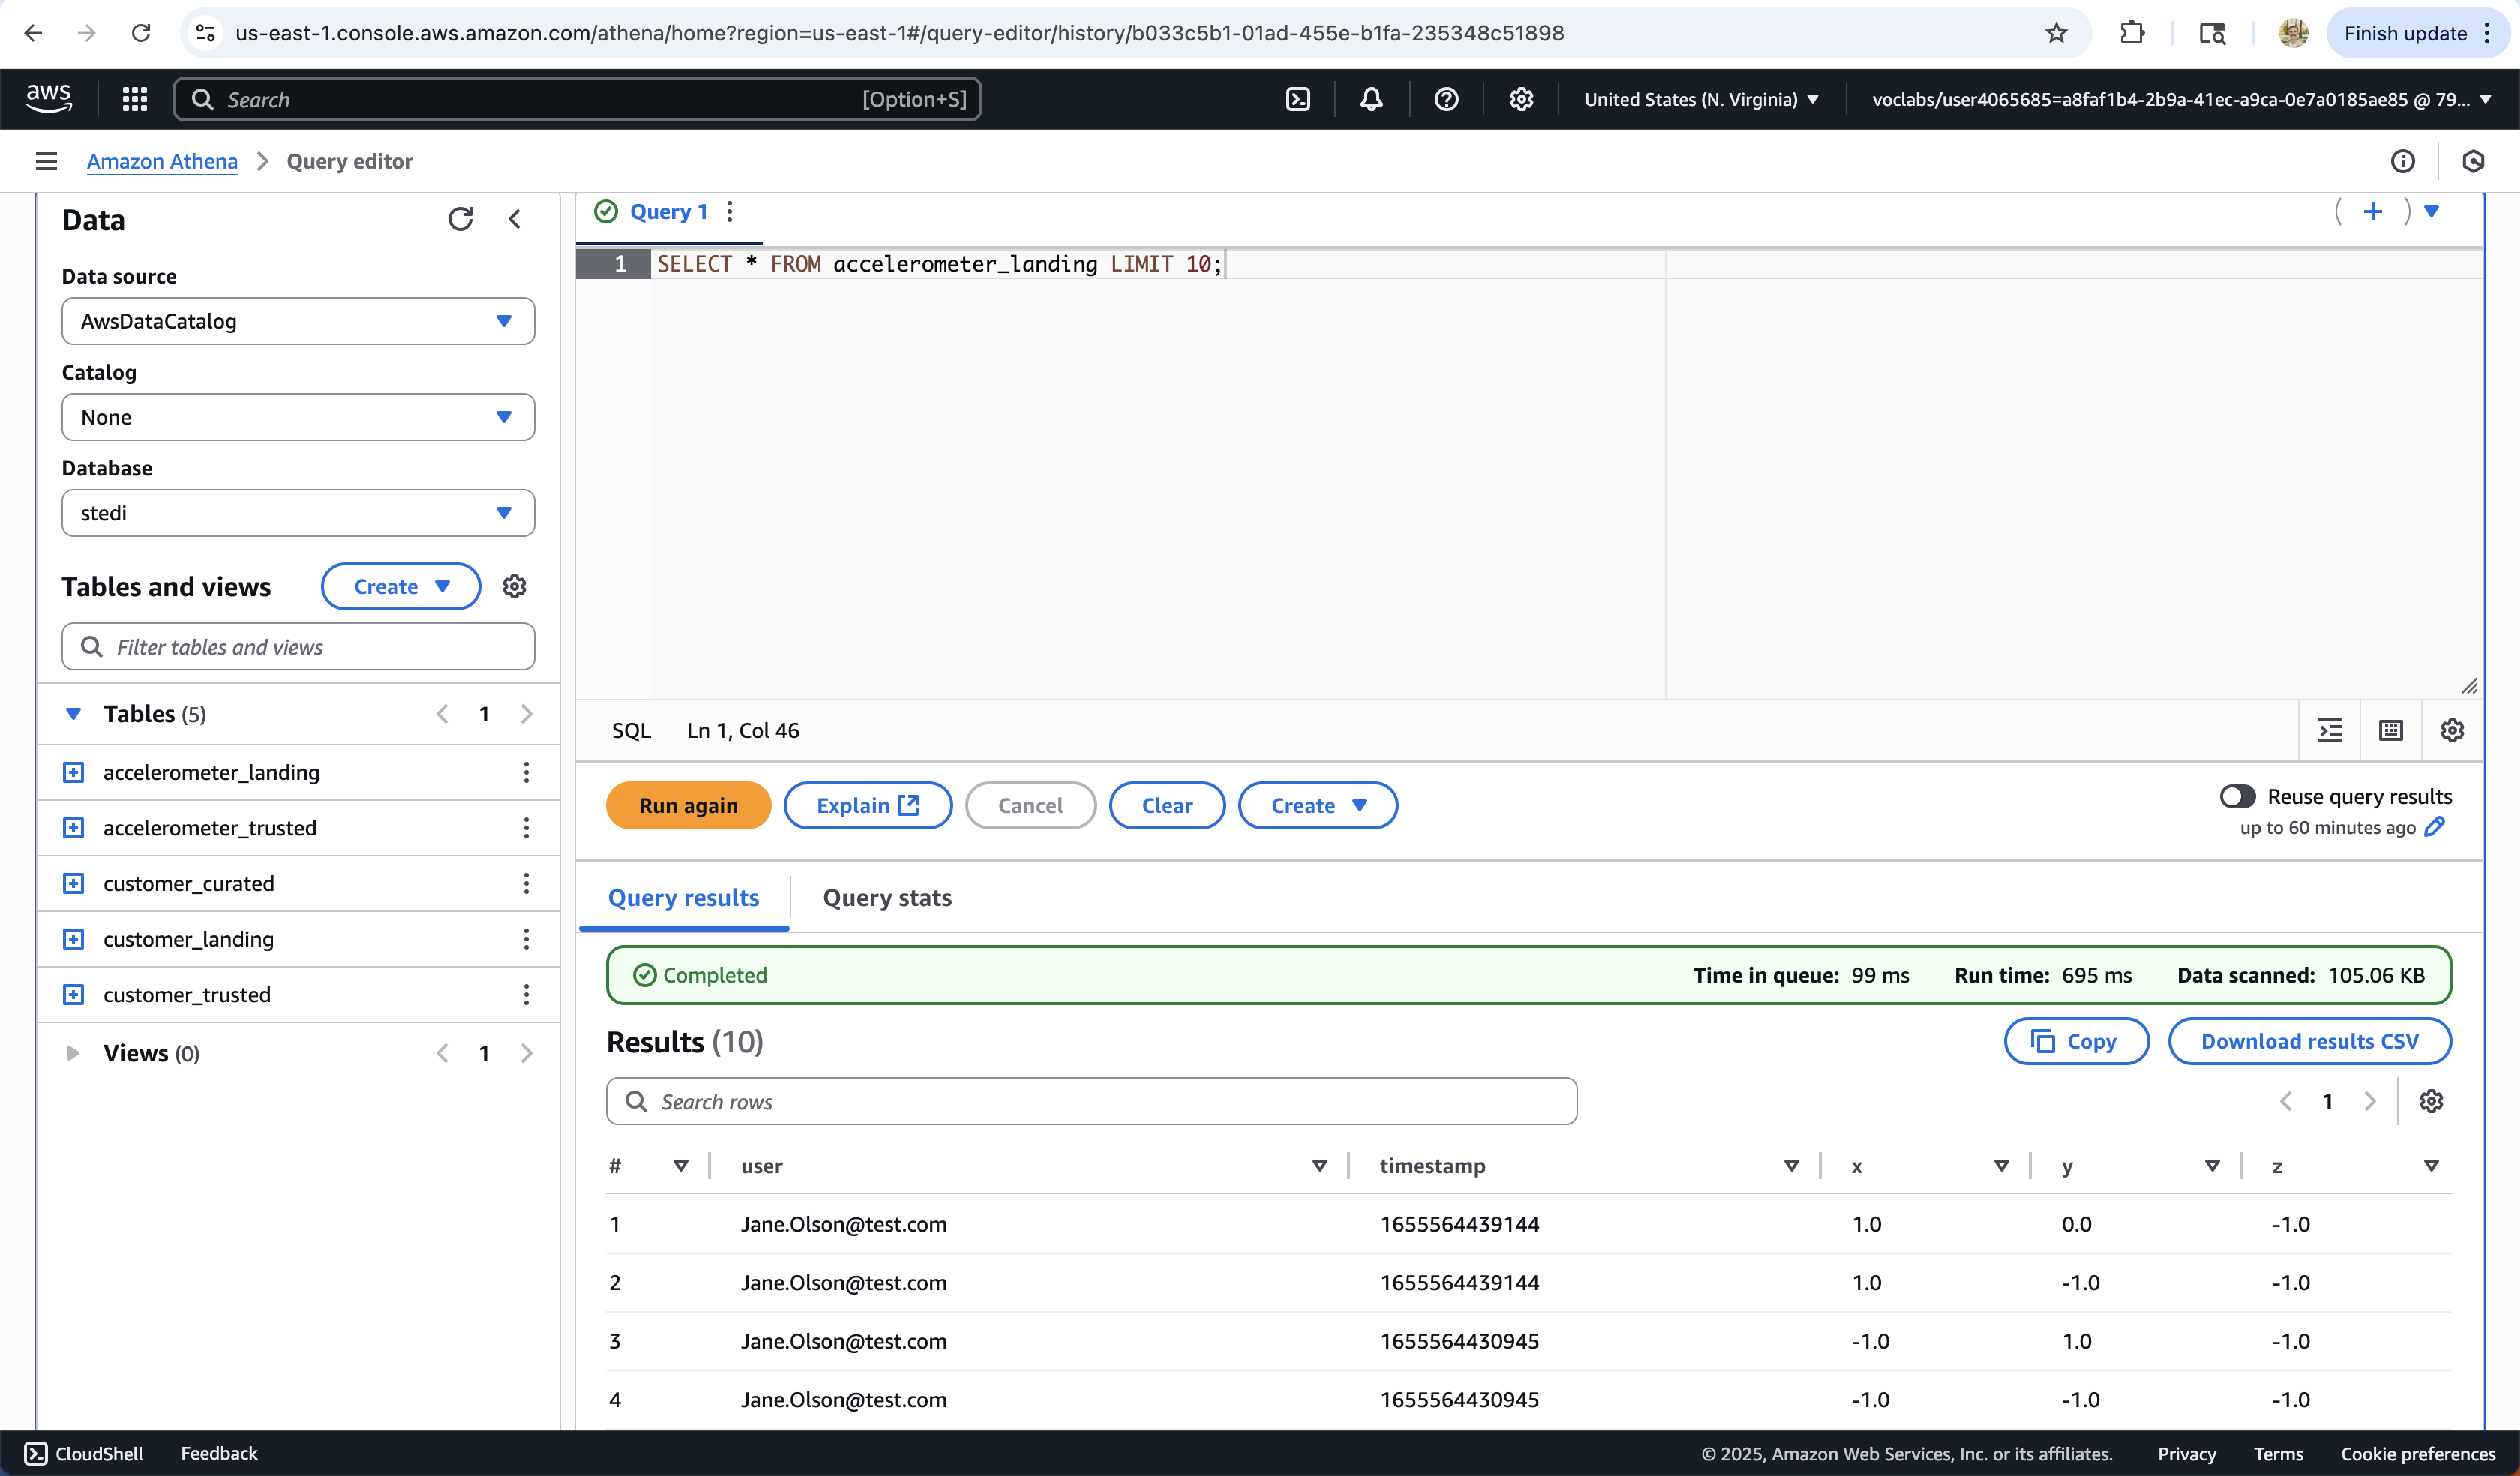 us-east-1.console.aws.amazon.com/athena/home?region=us-east-1#/query-editor/history/b033c5b1-01ad-455e-b1fa-235348c51898
Finish update
aws
Search
[Option+S]
United States (N. Virginia)
voclabs/user4065685=a8faf1b4-2b9a-41ec-a9ca-0e7a0185ae85 @ 79...
Amazon Athena
Query editor
Data
Data source
AwsDataCatalog
Catalog
None
Database
stedi
Tables and views
Create
Filter tables and views
Tables (5)
1
accelerometer_landing
accelerometer_trusted
customer_curated
customer_landing
customer_trusted
Views (0)
1
Query 1
1 SELECT * FROM accelerometer_landing LIMIT 10;
SQL Ln 1, Col 46
Run again
Explain
Cancel
Clear
Create
Reuse query results
up to 60 minutes ago
Query results
Query stats
Completed
Time in queue: 99 ms Run time: 695 ms Data scanned: 105.06 KB
Results (10)
Copy
Download results CSV
Search rows
1
# user timestamp x y z
1 Jane.Olson@test.com 1655564439144 1.0 0.0 -1.0
2 Jane.Olson@test.com 1655564439144 1.0 -1.0 -1.0
3 Jane.Olson@test.com 1655564430945 -1.0 1.0 -1.0
4 Jane.Olson@test.com 1655564430945 -1.0 -1.0 -1.0
CloudShell Feedback
© 2025, Amazon Web Services, Inc. or its affiliates. Privacy Terms Cookie preferences